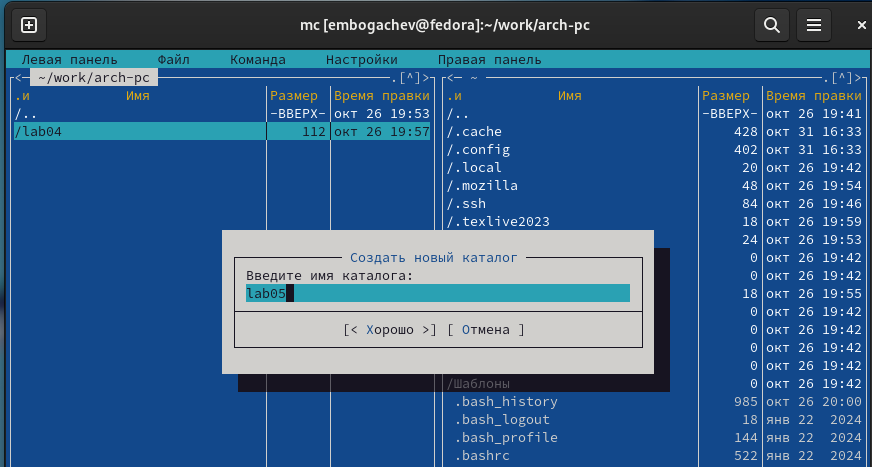 mc [embogachev@fedora]:~/work/arch-pc
Левая панель Файл Команда Настройки Правая панель
<─ ~/work/arch-pc .[^]> <─ ~ .[^]>
.и Имя Размер Время правки .и Имя Размер Время правки
/.. -ВВЕРХ- окт 26 19:53 /.. -ВВЕРХ- окт 26 19:41
/lab04 112 окт 26 19:57 /.cache 428 окт 31 16:33
/.config 402 окт 31 16:33
/.local 20 окт 26 19:42
/.mozilla 48 окт 26 19:54
/.ssh 84 окт 26 19:46
/.texlive2023 18 окт 26 19:59
24 окт 26 19:53
Создать новый каталог 0 окт 26 19:42
Введите имя каталога: 0 окт 26 19:42
lab05 18 окт 26 19:55
0 окт 26 19:42
[< Хорошо >] [ Отмена ] 0 окт 26 19:42
0 окт 26 19:42
0 окт 26 19:42
/Шаблоны 0 окт 26 19:42
.bash_history 985 окт 26 20:00
.bash_logout 18 янв 22 2024
.bash_profile 144 янв 22 2024
.bashrc 522 янв 22 2024